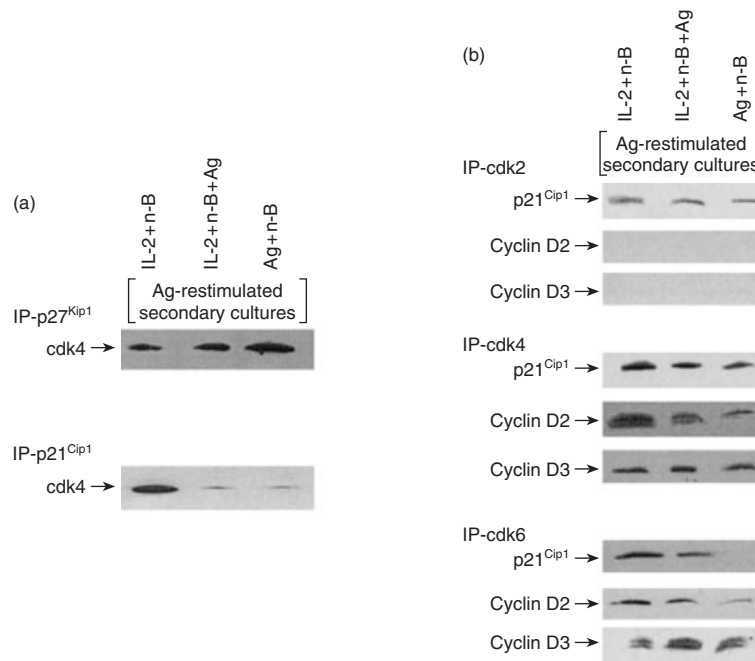 (a)
IL-2+n-B
IL-2+n-B+Ag
Ag+n-B
Ag-restimulated
secondary cultures
IP-p27Kip1
cdk4
IP-p21Cip1
cdk4
(b)
IL-2+n-B
IL-2+n-B+Ag
Ag+n-B
Ag-restimulated
secondary cultures
IP-cdk2
p21Cip1
Cyclin D2
Cyclin D3
IP-cdk4
p21Cip1
Cyclin D2
Cyclin D3
IP-cdk6
p21Cip1
Cyclin D2
Cyclin D3